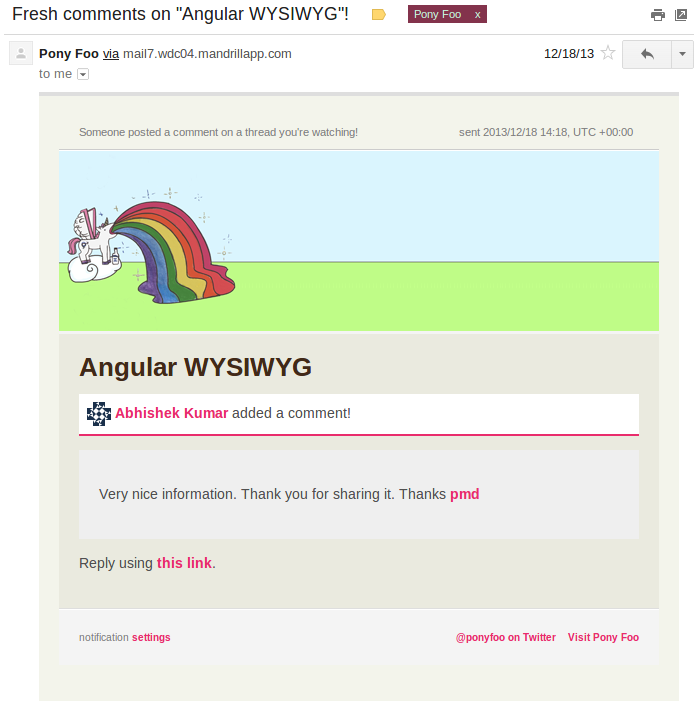 Fresh comments on "Angular WYSIWYG"! Pony Foo x
Pony Foo via mail7.wdc04.mandrillapp.com 12/18/13
to me
Someone posted a comment on a thread you're watching! sent 2013/12/18 14:18, UTC +00:00
Angular WYSIWYG
Abhishek Kumar added a comment!
Very nice information. Thank you for sharing it. Thanks pmd
Reply using this link.
notification settings @ponyfoo on Twitter Visit Pony Foo